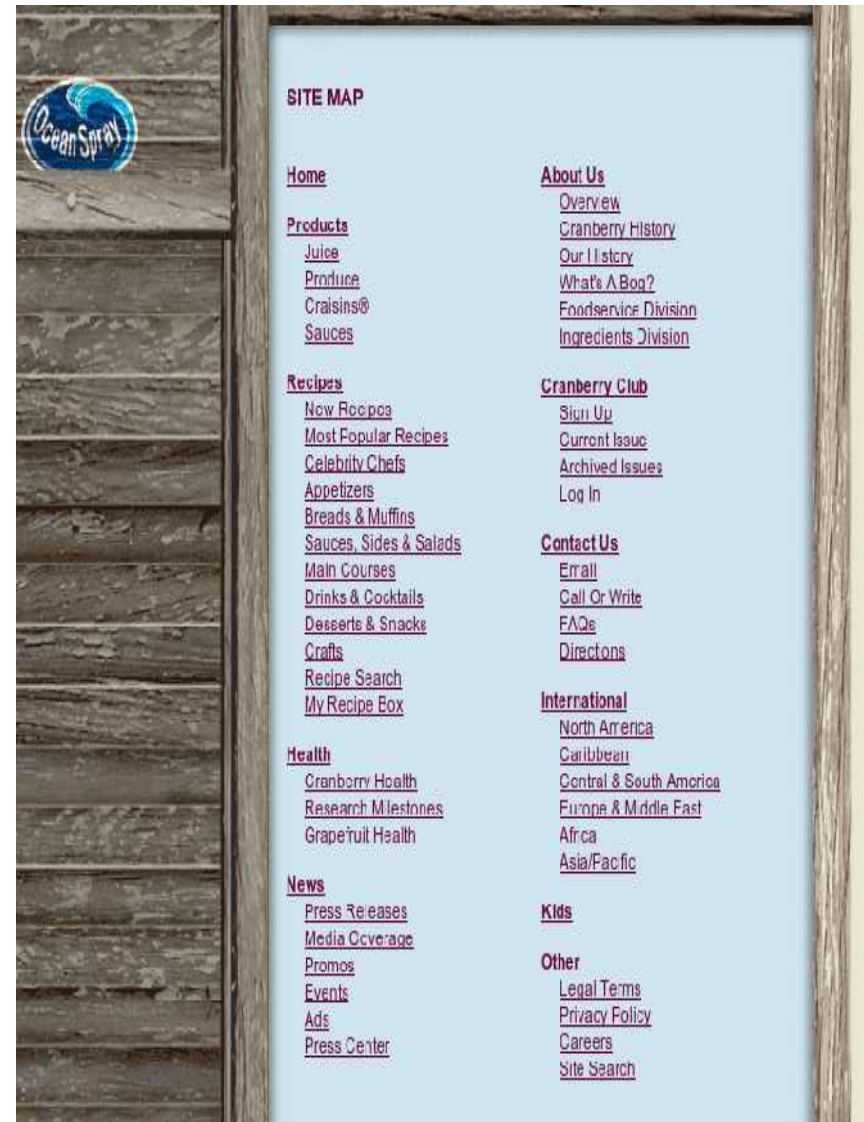 Ocean Spray
SITE MAP
Home
Products
Juice
Produce
Craisins®
Sauces
Recipes
New Recipes
Most Popular Recipes
Celebrity Chefs
Appetizers
Breads & Muffins
Sauces, Sides & Salads
Main Courses
Drinks & Cocktails
Desserts & Snacks
Crafts
Recipe Search
My Recipe Box
Health
Cranberry Health
Research Milestones
Grapefruit Health
News
Press Releases
Media Coverage
Promos
Events
Ads
Press Center
About Us
Overview
Cranberry History
Our History
What's A Bog?
Foodservice Division
Ingredients Division
Cranberry Club
Sign Up
Current Issue
Archived Issues
Log In
Contact Us
Email
Call Or Write
FAQs
Directions
International
North America
Caribbean
Central & South America
Europe & Middle East
Africa
Asia/Pacific
Kids
Other
Legal Terms
Privacy Policy
Careers
Site Search